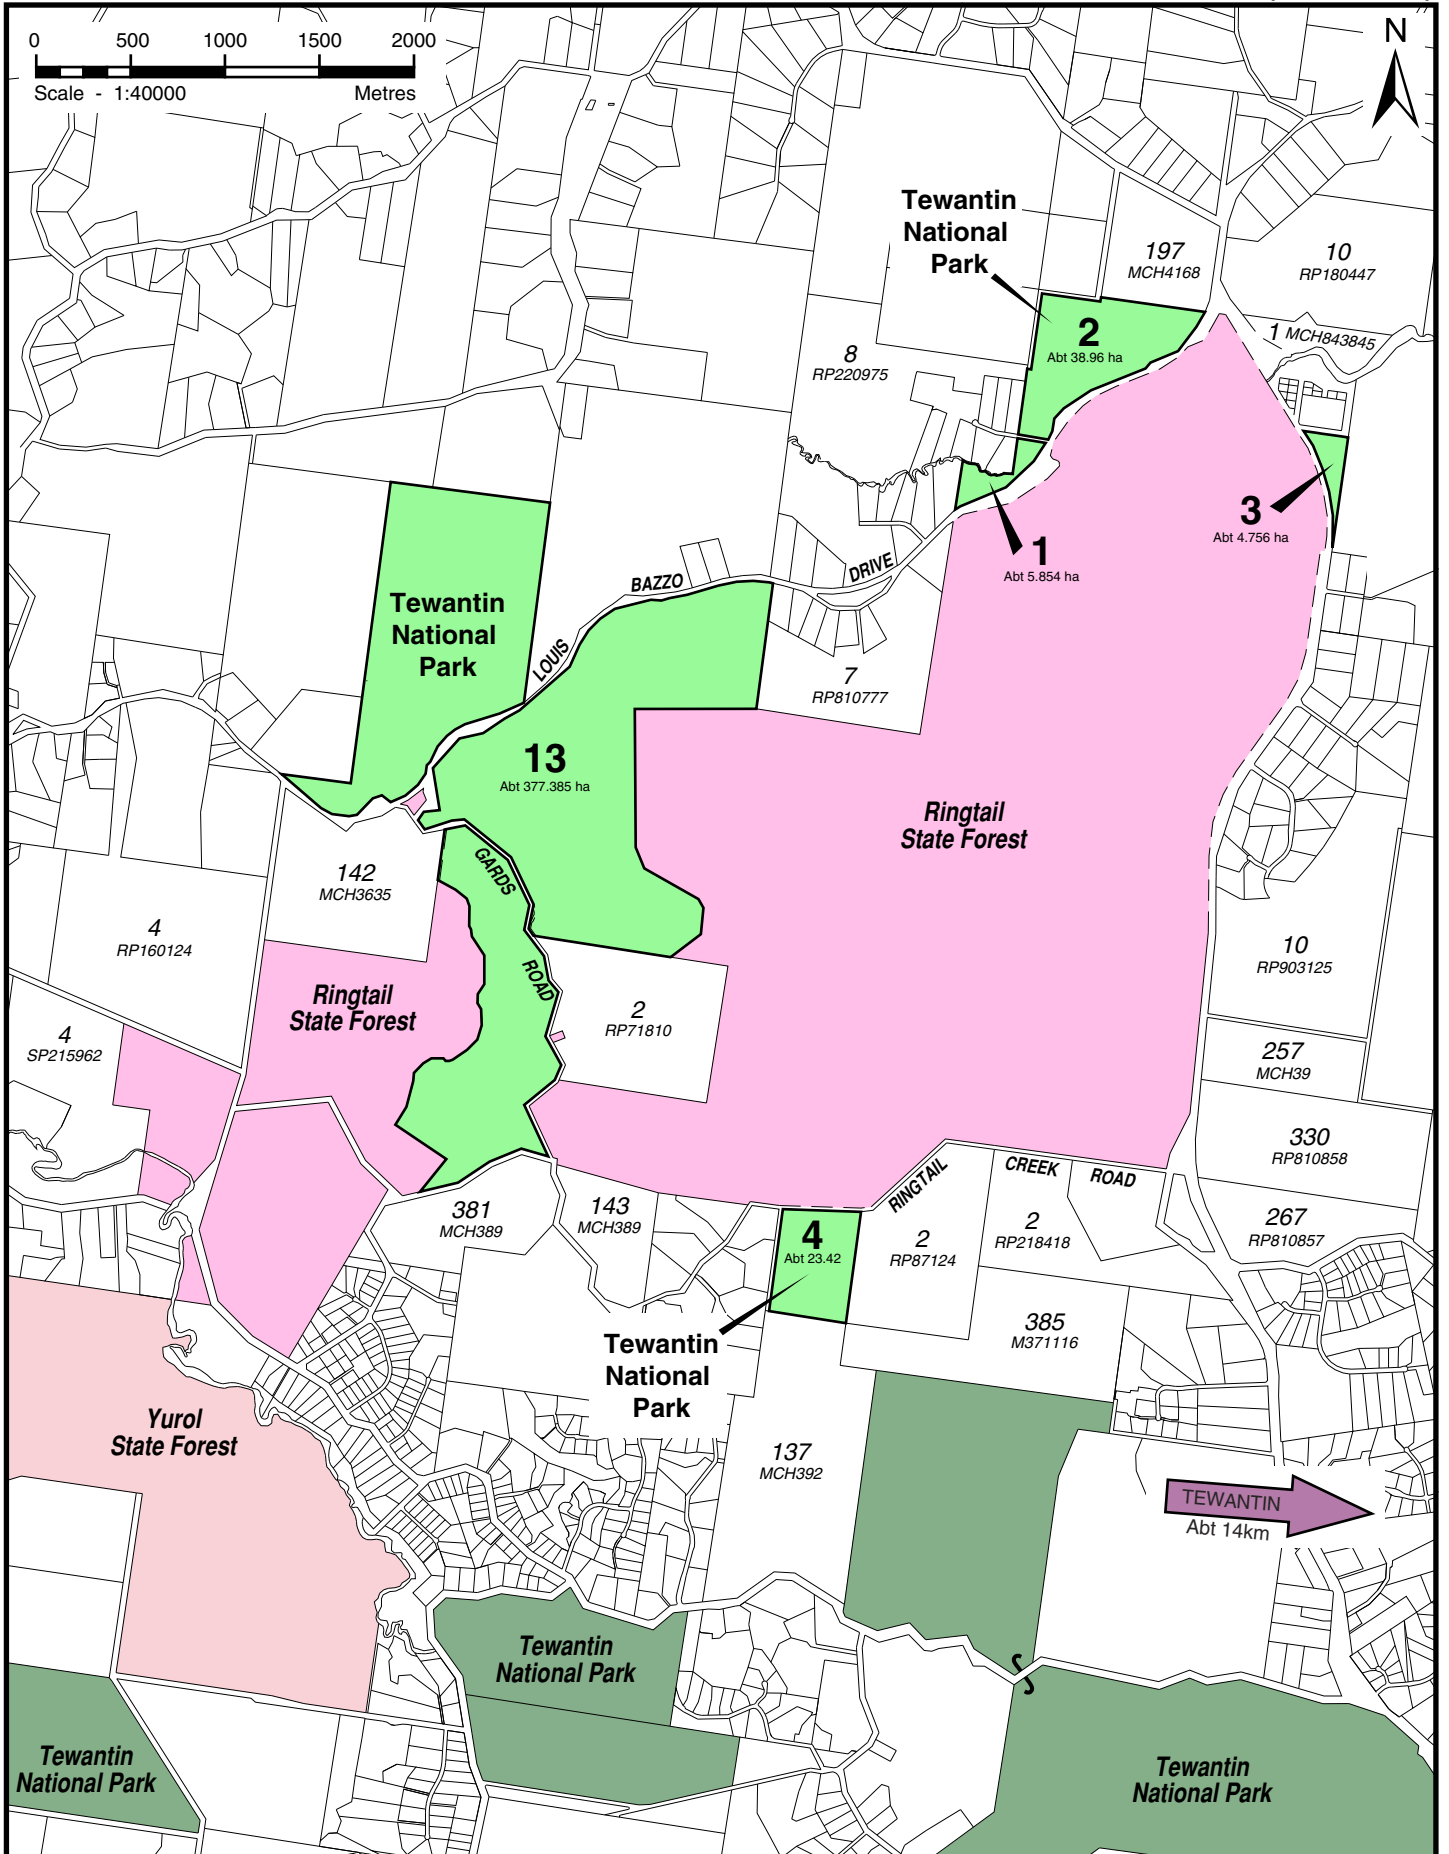 0 500 1000 1500 2000
Scale - 1:40000 Metres
N
Tewantin
National
Park
197
MCH4168
10
RP180447
2
Abt 38.96 ha
1 MCH843845
8
RP220975
3
Abt 4.756 ha
1
Abt 5.854 ha
LOUIS
BAZZO
DRIVE
Tewantin
National
Park
7
RP810777
13
Abt 377.385 ha
Ringtail
State Forest
GARDS
ROAD
142
MCH3635
4
RP160124
10
RP903125
Ringtail
State Forest
2
RP71810
4
SP215962
257
MCH39
330
RP810858
RINGTAIL
CREEK
ROAD
381
MCH389
143
MCH389
4
Abt 23.42
2
RP87124
2
RP218418
267
RP810857
385
M371116
Tewantin
National
Park
Yurol
State Forest
137
MCH392
TEWANTIN
Abt 14km
Tewantin
National Park
Tewantin
National Park
Tewantin
National Park